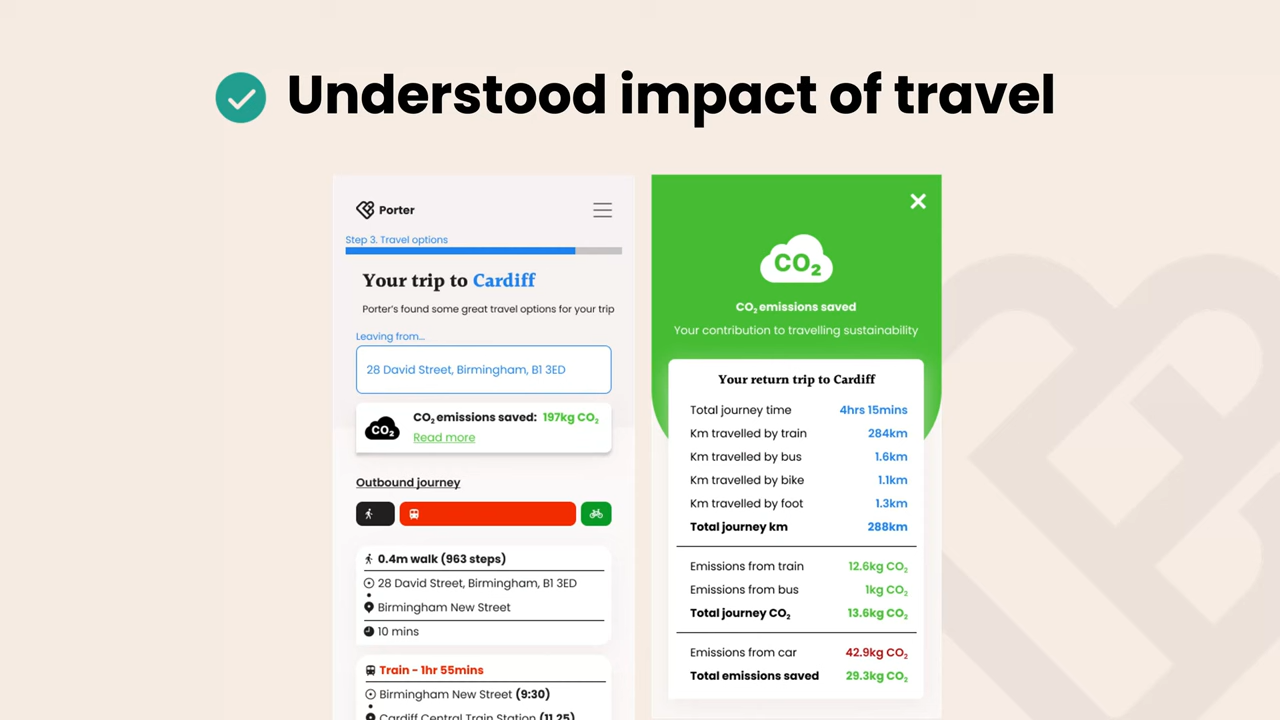 Understood impact of travel
Porter
Step 3. Travel options
Your trip to Cardiff
Porter's found some great travel options for your trip
Leaving from...
28 David Street, Birmingham, B1 3ED
CO₂
CO₂ emissions saved: 197kg CO₂
Read more
Outbound journey
0.4m walk (963 steps)
28 David Street, Birmingham, B1 3ED
Birmingham New Street
10 mins
Train - 1hr 55mins
Birmingham New Street (9:30)
Cardiff Central Train Station (11.25)
CO₂
CO₂ emissions saved
Your contribution to travelling sustainability
Your return trip to Cardiff
Total journey time 4hrs 15mins
Km travelled by train 284km
Km travelled by bus 1.6km
Km travelled by bike 1.1km
Km travelled by foot 1.3km
Total journey km 288km
Emissions from train 12.6kg CO₂
Emissions from bus 1kg CO₂
Total journey CO₂ 13.6kg CO₂
Emissions from car 42.9kg CO₂
Total emissions saved 29.3kg CO₂